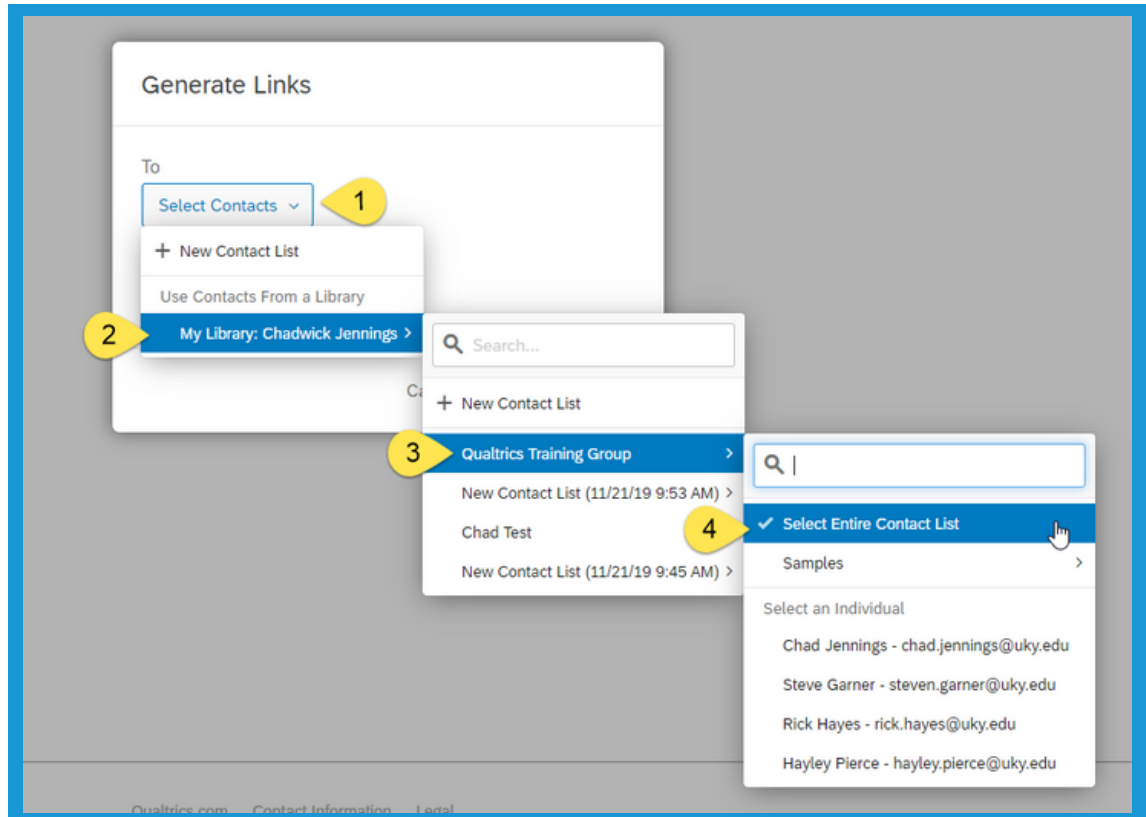 Generate Links
To
Select Contacts
1
+ New Contact List
Use Contacts From a Library
2
My Library: Chadwick Jennings >
Search...
Ca
+ New Contact List
3
Qualtrics Training Group >
New Contact List (11/21/19 9:53 AM) >
Chad Test
New Contact List (11/21/19 9:45 AM) >
4
Select Entire Contact List
Samples >
Select an Individual
Chad Jennings - chad.jennings@uky.edu
Steve Garner - steven.garner@uky.edu
Rick Hayes - rick.hayes@uky.edu
Hayley Pierce - hayley.pierce@uky.edu
Qualtrics.com Contact Information Legal